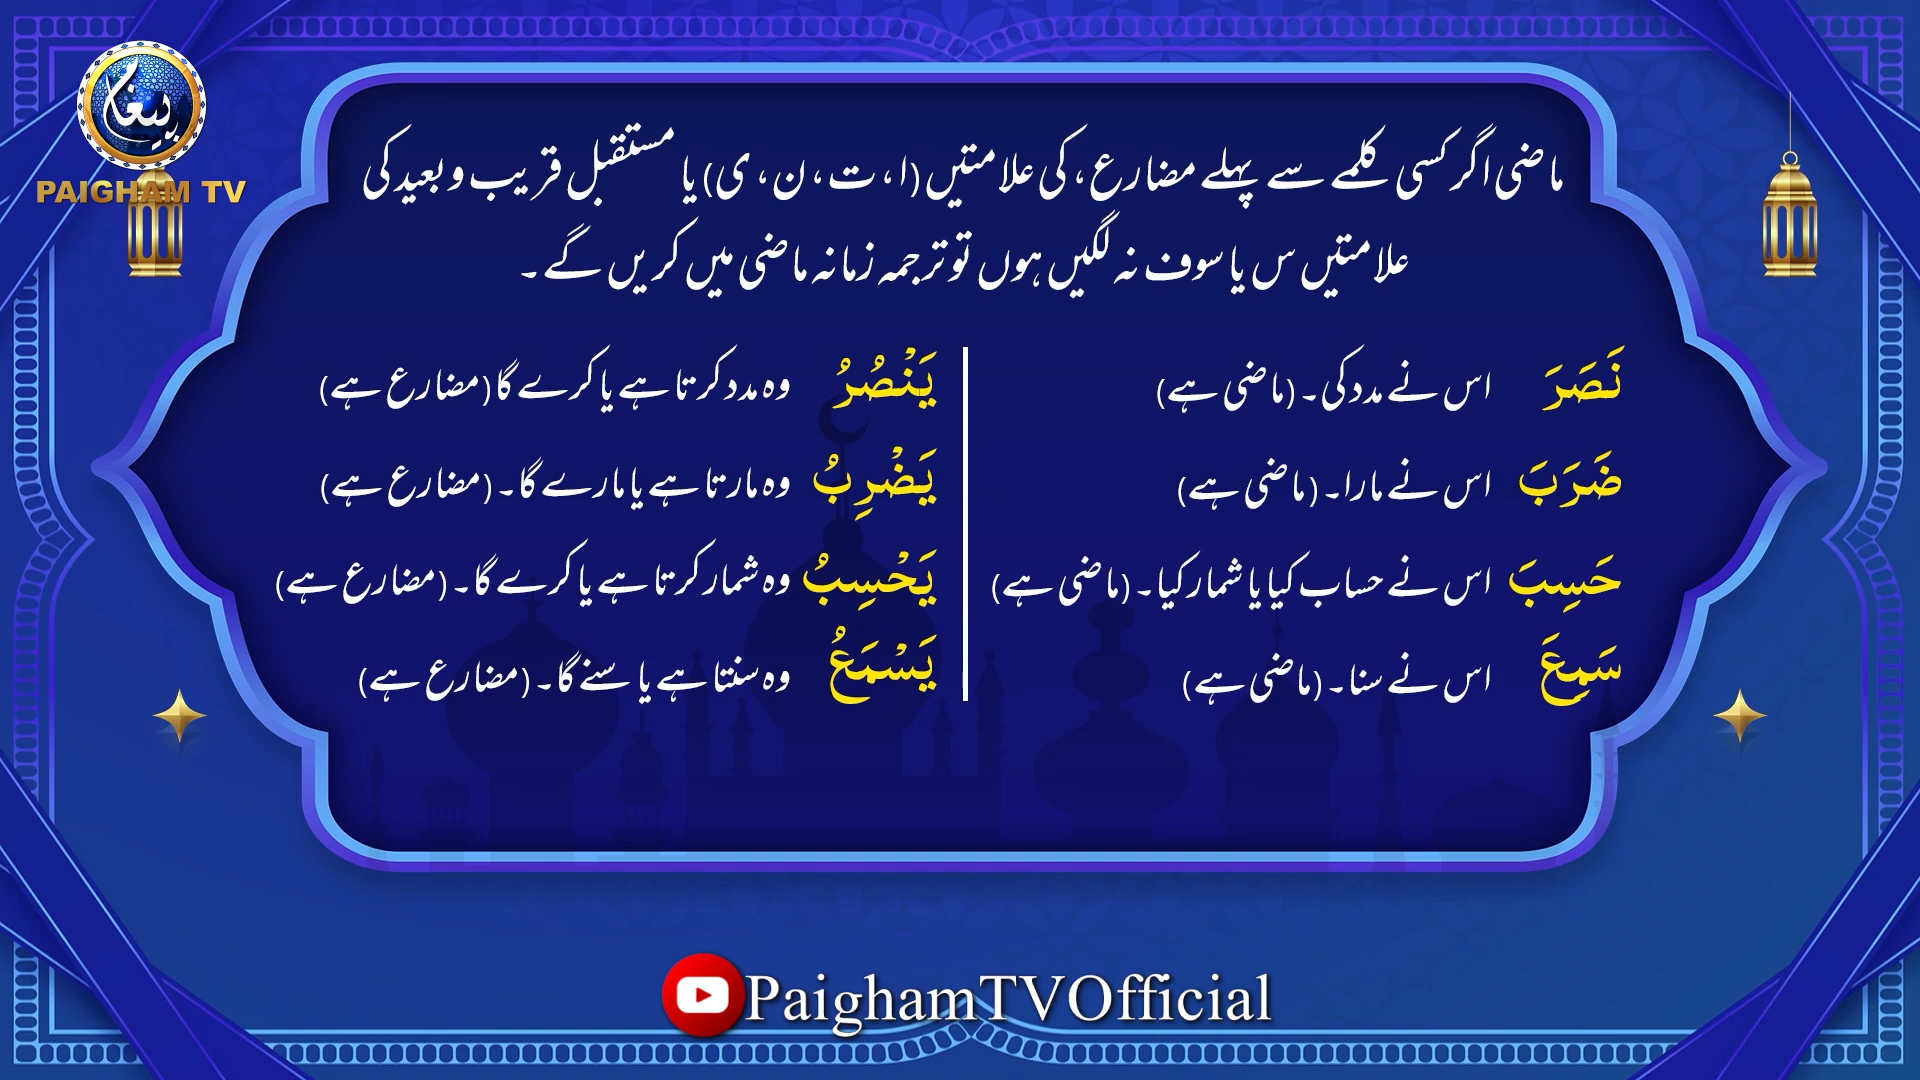 پیغام
PAIGHAM TV
ماضی اگر کسی کلمے سے پہلے مضارع، کی علامتیں (ا، ت، ن، ی) یا مستقبل قریب و بعید کی
علامتیں س یا سوف نہ لگیں ہوں تو ترجمہ زمانہ ماضی میں کریں گے۔
نَصَرَ اس نے مدد کی۔ (ماضی ہے) يَنْصُرُ وہ مدد کرتا ہے یا کرے گا (مضارع ہے)
ضَرَبَ اس نے مارا۔ (ماضی ہے) يَضْرِبُ وہ مارتا ہے یا مارے گا۔ (مضارع ہے)
حَسِبَ اس نے حساب کیا یا شمار کیا۔ (ماضی ہے) يَحْسِبُ وہ شمار کرتا ہے یا کرے گا۔ (مضارع ہے)
سَمِعَ اس نے سنا۔ (ماضی ہے) يَسْمَعُ وہ سنتا ہے یا سنے گا۔ (مضارع ہے)
PaighamTVOfficial